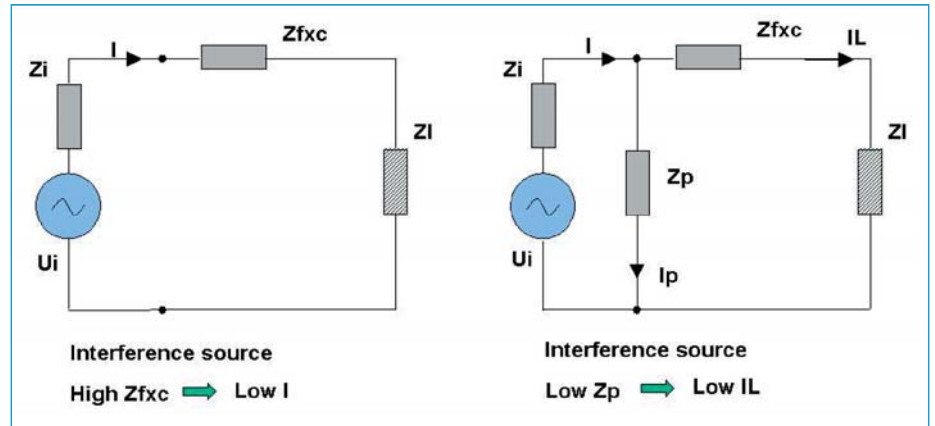 Zfxc
I
Zi
Zl
Ui
Interference source
High Zfxc
Low I
Zfxc
I
IL
Zi
Zl
Zp
Ui
Ip
Interference source
Low Zp
Low IL